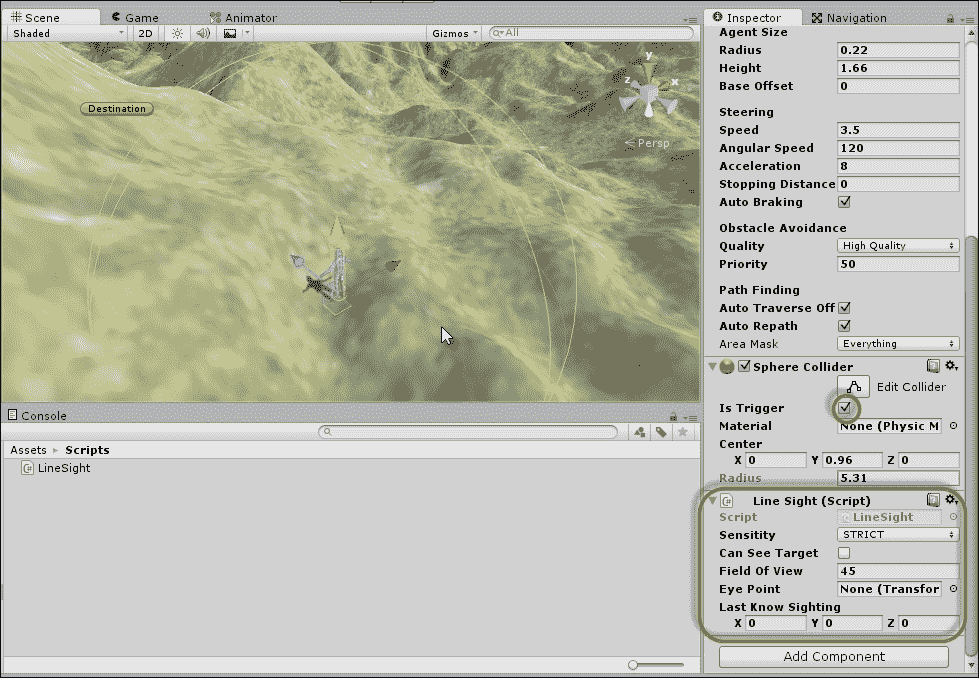 Scene
Game
Animator
Shaded
2D
Gizmos
All
Destination
y
z
x
Persp
Console
Assets
Scripts
LineSight
Inspector
Navigation
Agent Size
Radius 0.22
Height 1.66
Base Offset 0
Steering
Speed 3.5
Angular Speed 120
Acceleration 8
Stopping Distance 0
Auto Braking
Obstacle Avoidance
Quality High Quality
Priority 50
Path Finding
Auto Traverse Off
Auto Repath
Area Mask Everything
Sphere Collider
Edit Collider
Is Trigger
Material None (Physic M
Center
X 0 Y 0.96 Z 0
Radius 5.31
Line Sight (Script)
Script LineSight
Sensitity STRICT
Can See Target
Field Of View 45
Eye Point None (Transfor
Last Know Sighting
X 0 Y 0 Z 0
Add Component